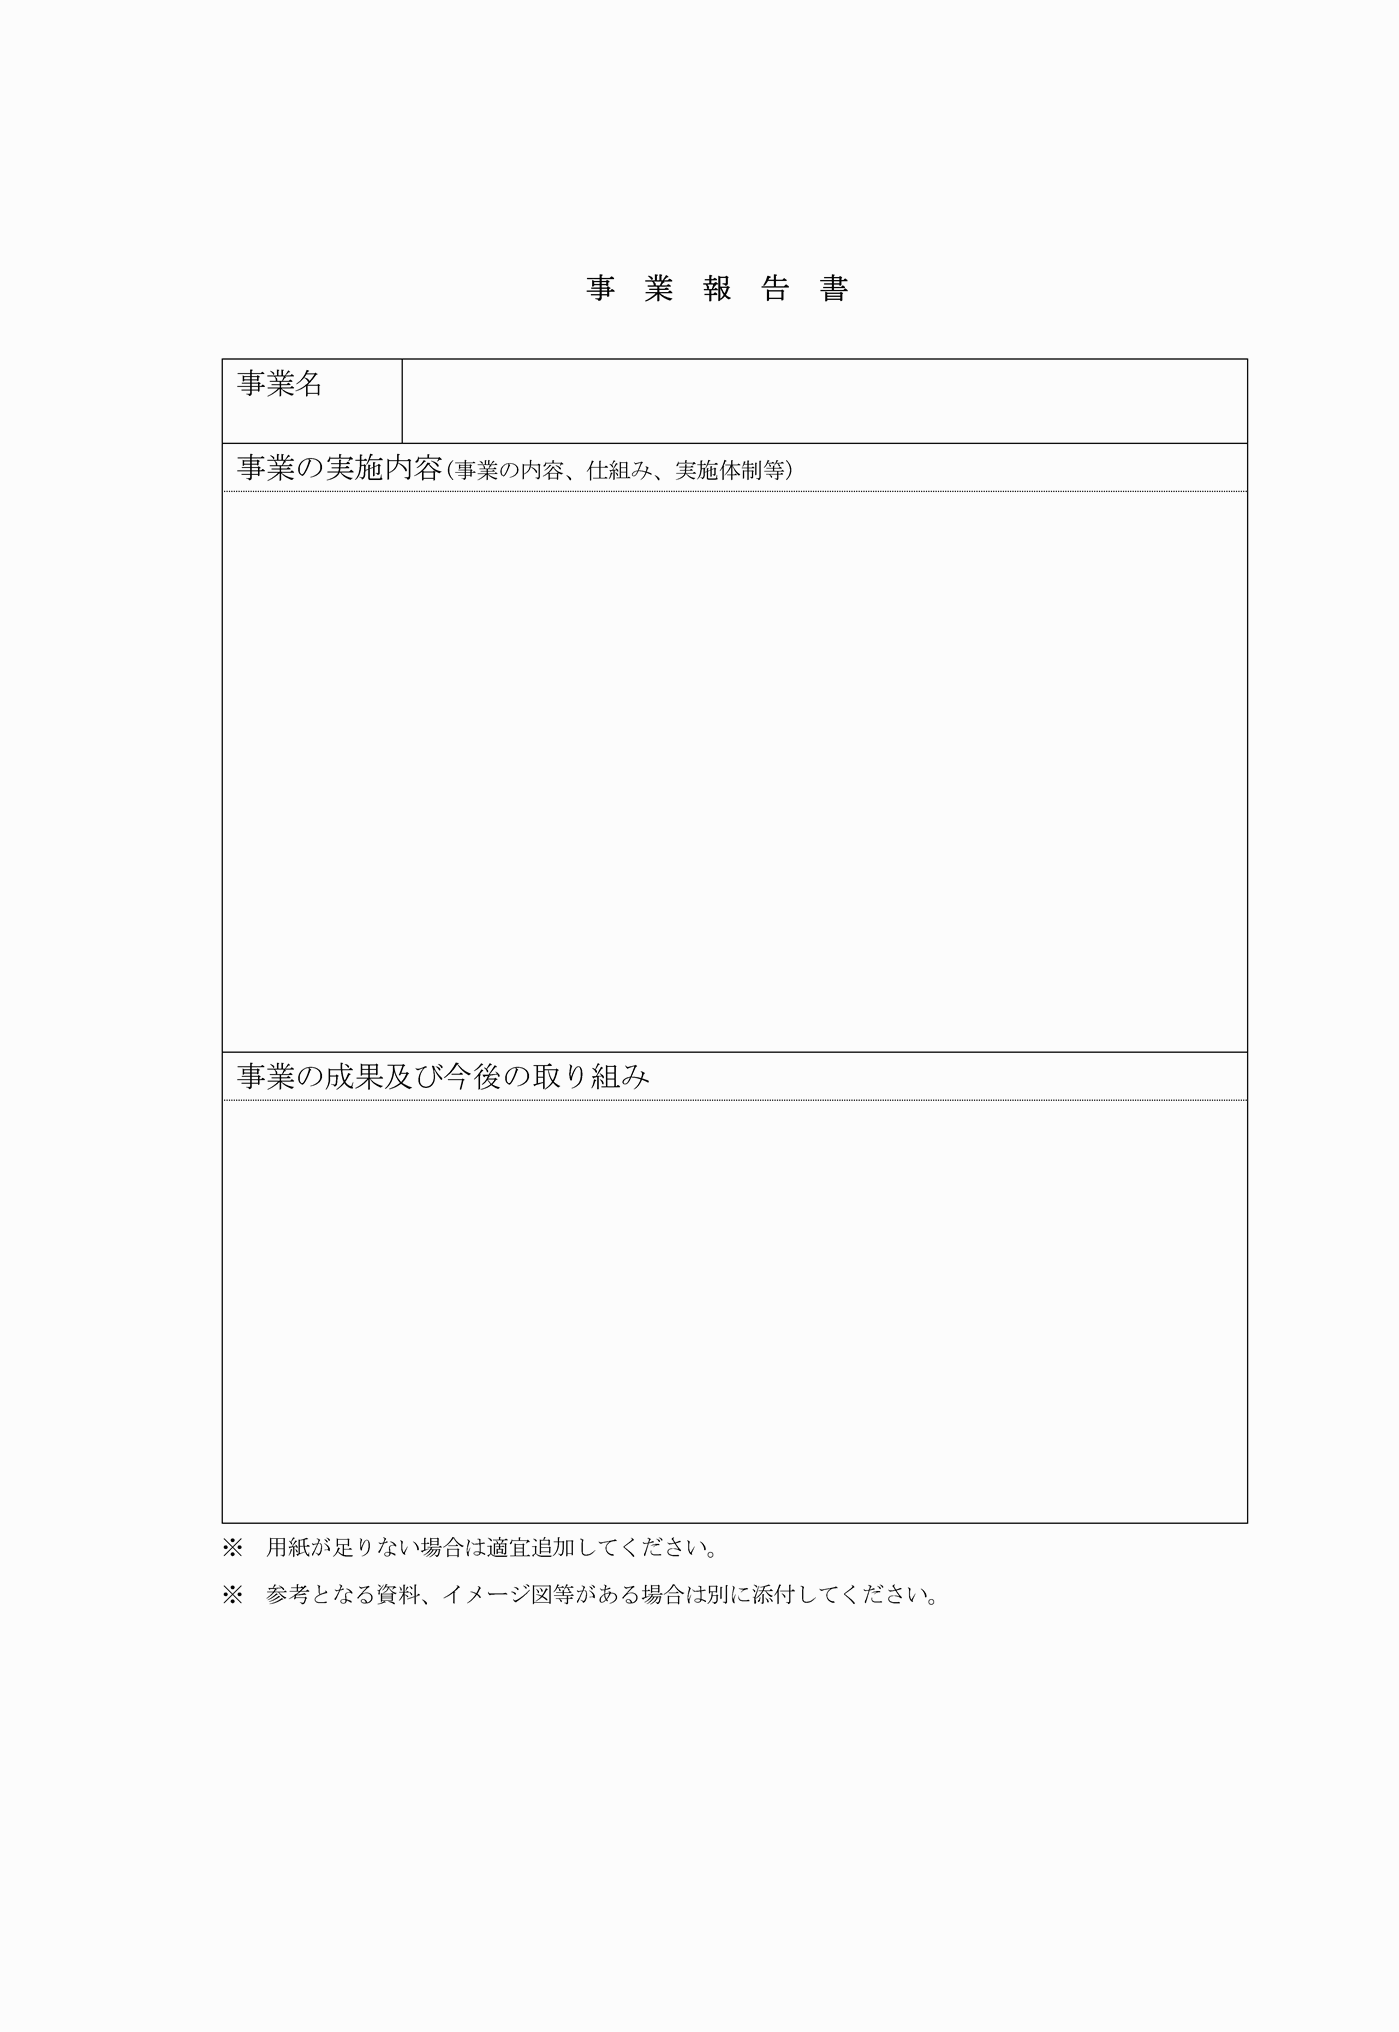 事　業　報　告　書
事業名
事業の実施内容(事業の内容、仕組み、実施体制等)
事業の成果及び今後の取り組み
※　用紙が足りない場合は適宜追加してください。
※　参考となる資料、イメージ図等がある場合は別に添付してください。